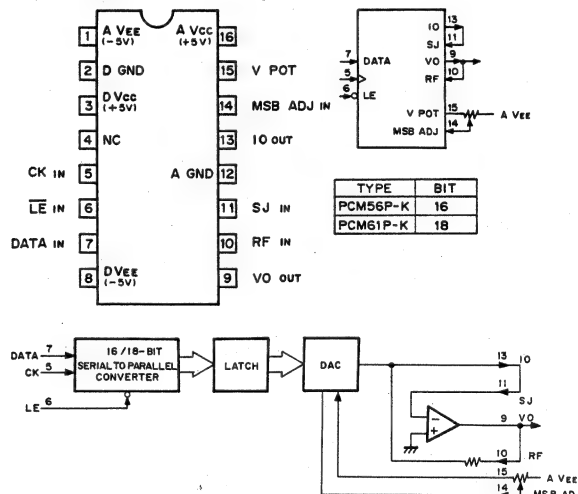 1 A VEE (-5V)
A VCC (+5V) 16
2 D GND
15 V POT
3 D VCC (+5V)
14 MSB ADJ IN
4 NC
13 IO OUT
CK IN 5
A GND 12
LE IN 6
11 SJ IN
DATA IN 7
10 RF IN
8 D VEE (-5V)
9 VO OUT
IO 13
SJ 11
7 DATA
VO 9
5
RF 10
6 LE
V POT 15
A VEE
MSB ADJ 14
TYPE BIT
PCM56P-K 16
PCM61P-K 18
DATA 7
CK 5
LE 6
16/18-BIT
SERIAL TO PARALLEL
CONVERTER
LATCH
DAC
13 IO
11 SJ
- +
9 VO
10 RF
15 A VEE
14 MSB ADJ